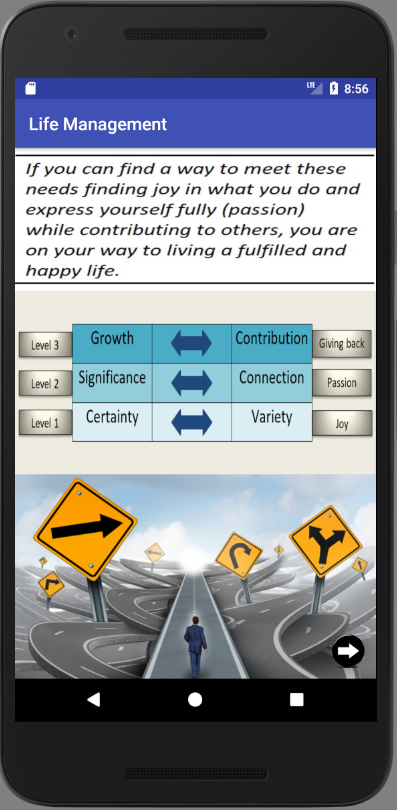 LTE 8:56
Life Management
If you can find a way to meet these
needs finding joy in what you do and
express yourself fully (passion)
while contributing to others, you are
on your way to living a fulfilled and
happy life.
Level 3 Growth Contribution Giving back
Level 2 Significance Connection Passion
Level 1 Certainty Variety Joy